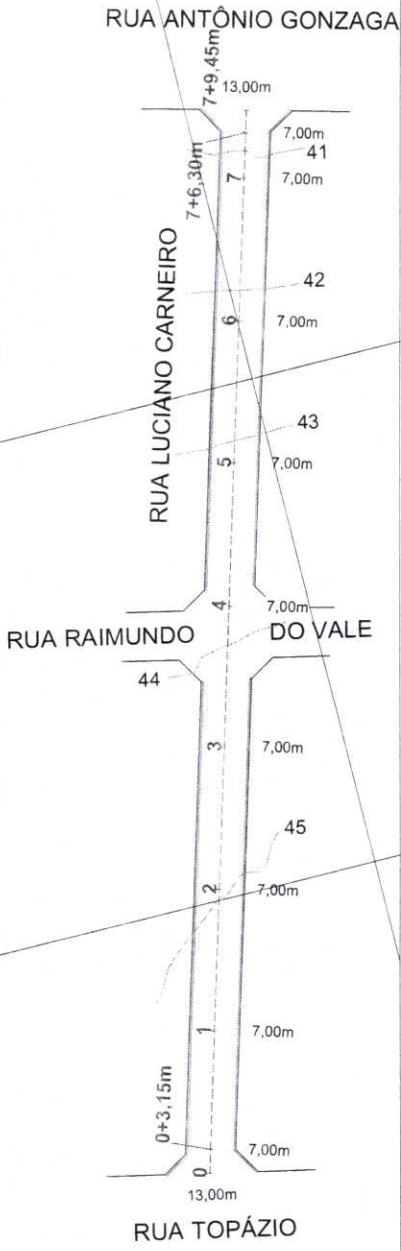 RUA ANTÔNIO GONZAGA
7+9,45m
13,00m
7,00m
41
7+6,30m
7
7,00m
42
RUA LUCIANO CARNEIRO
6
7,00m
43
5
7,00m
4
7,00m
RUA RAIMUNDO DO VALE
44
3
7,00m
45
2
7,00m
1
7,00m
0+3,15m
7,00m
0
13,00m
RUA TOPÁZIO